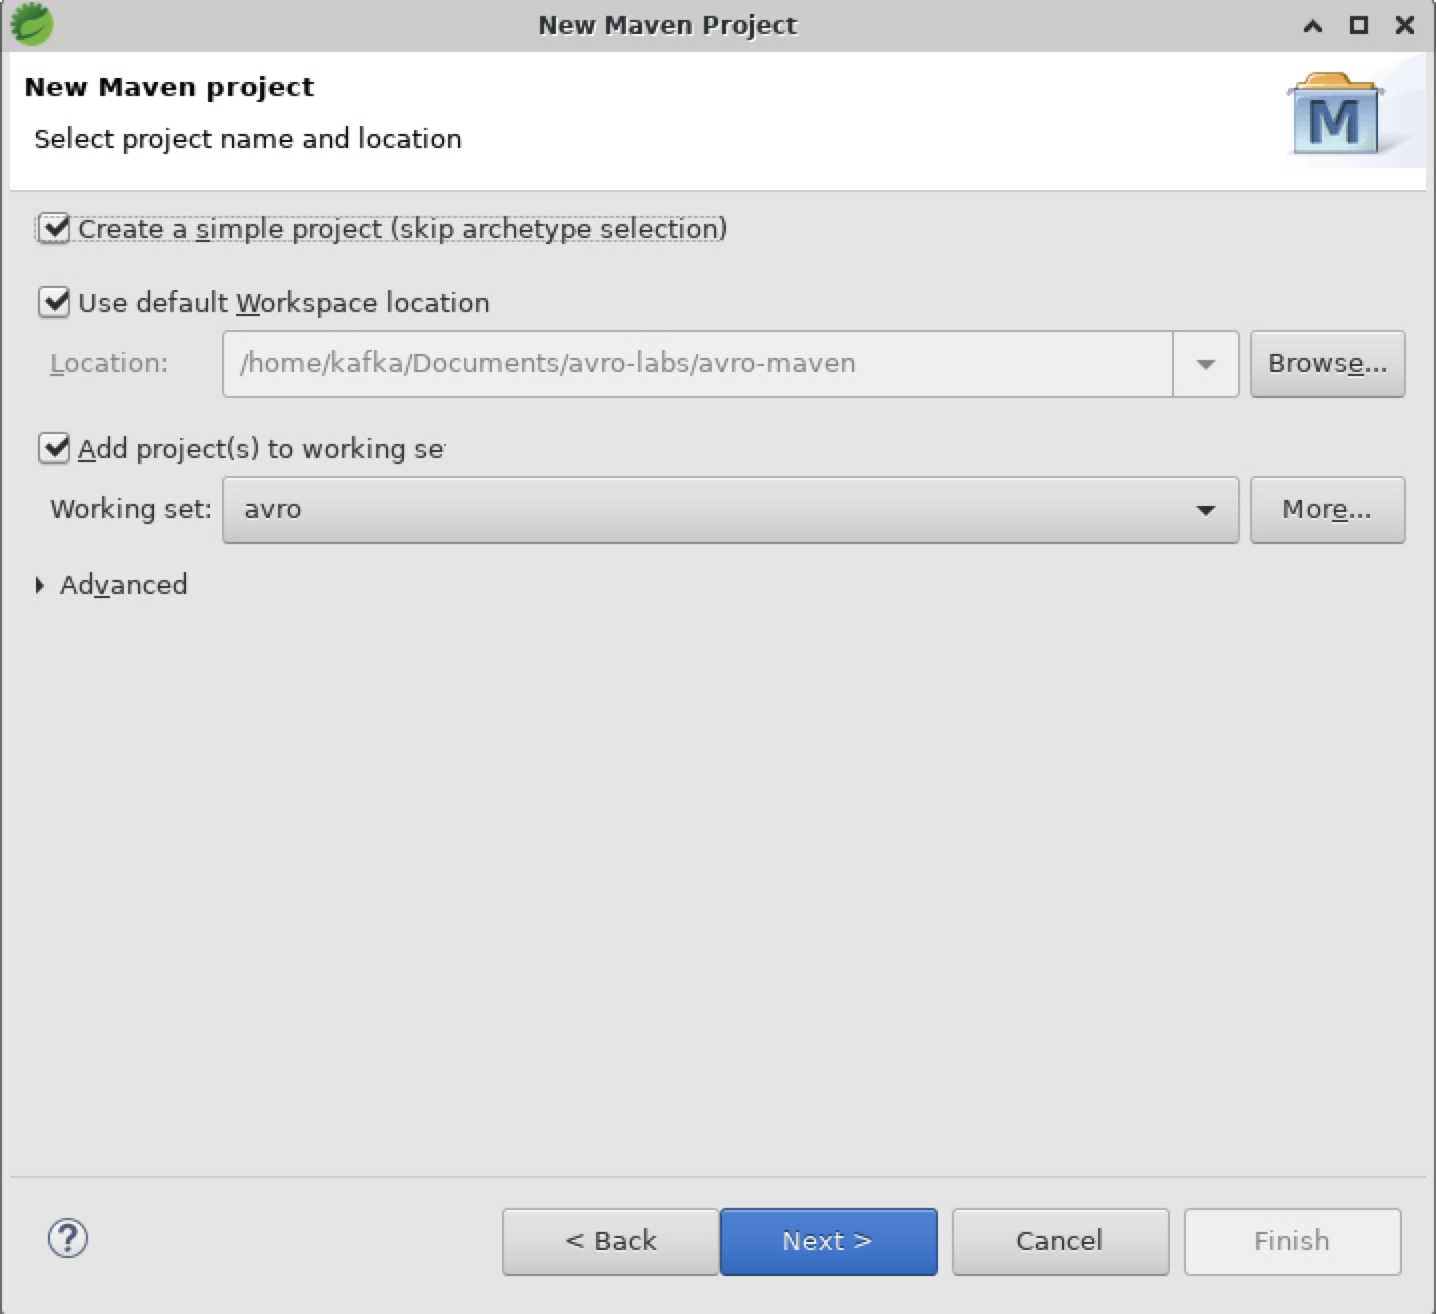 New Maven Project
New Maven project
Select project name and location
M
Create a simple project (skip archetype selection)
Use default Workspace location
Location: /home/kafka/Documents/avro-labs/avro-maven Browse...
Add project(s) to working se
Working set: avro More...
Advanced
? < Back Next > Cancel Finish